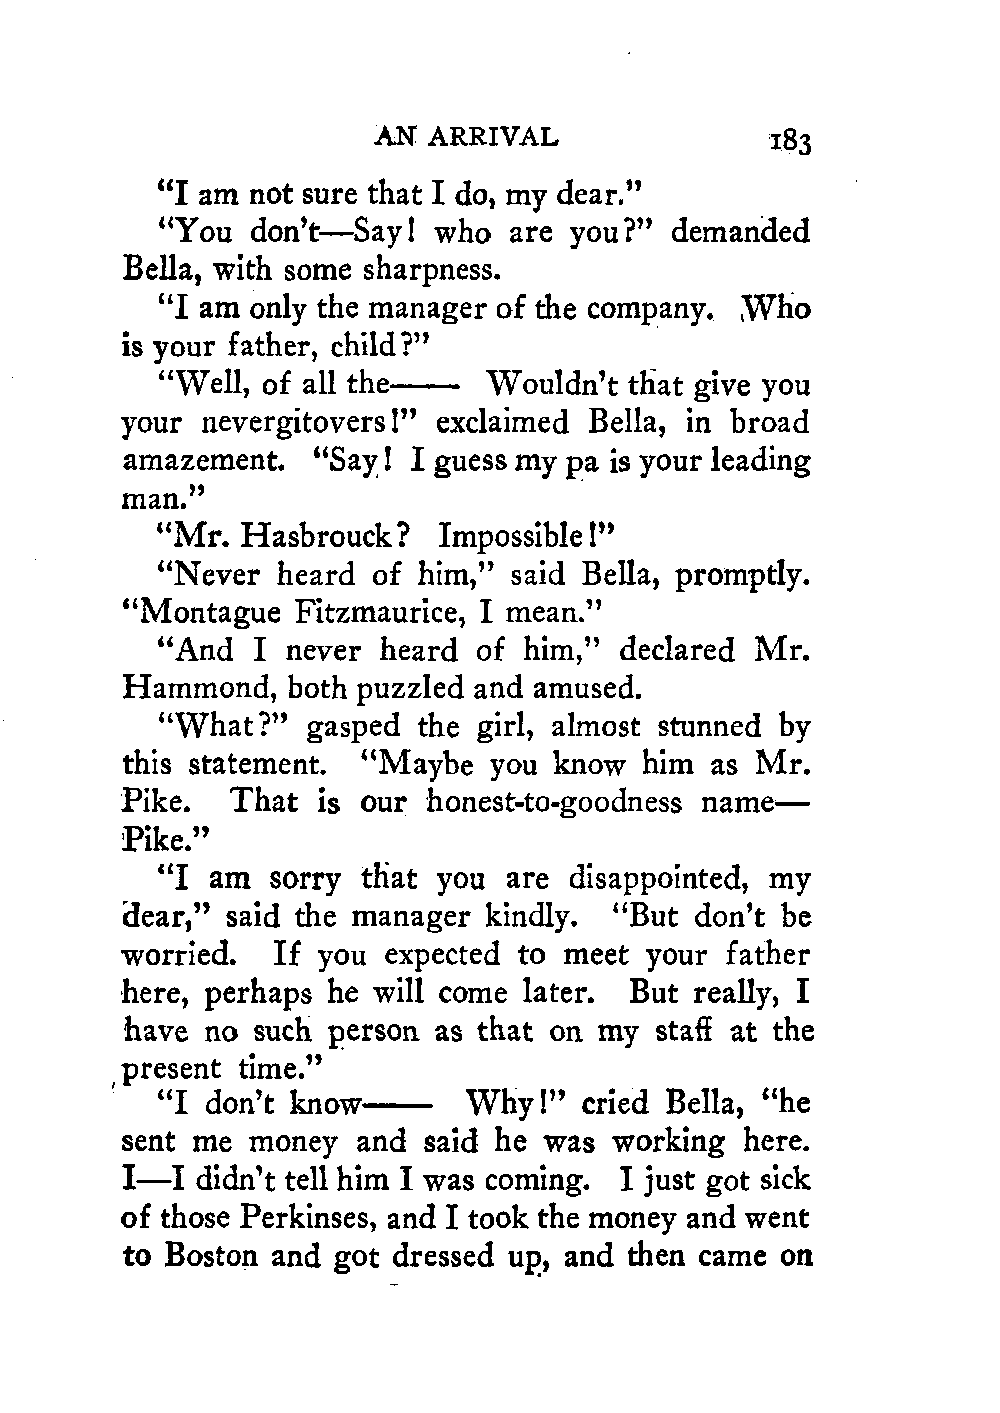 AN ARRIVAL 183
“I am not sure that I do, my dear.”
“You don’t—Say! who are you?” demanded
Bella, with some sharpness.
“I am only the manager of the company. Who
is your father, child?”
“Well, of all the—— Wouldn’t that give you
your nevergitovers!” exclaimed Bella, in broad
amazement. “Say! I guess my pa is your leading
man.”
“Mr. Hasbrouck? Impossible!”
“Never heard of him,” said Bella, promptly.
“Montague Fitzmaurice, I mean.”
“And I never heard of him,” declared Mr.
Hammond, both puzzled and amused.
“What?” gasped the girl, almost stunned by
this statement. “Maybe you know him as Mr.
Pike. That is our honest-to-goodness name—
Pike.”
“I am sorry that you are disappointed, my
dear,” said the manager kindly. “But don’t be
worried. If you expected to meet your father
here, perhaps he will come later. But really, I
have no such person as that on my staff at the
present time.”
“I don’t know—— Why!” cried Bella, “he
sent me money and said he was working here.
I—I didn’t tell him I was coming. I just got sick
of those Perkinses, and I took the money and went
to Boston and got dressed up, and then came on